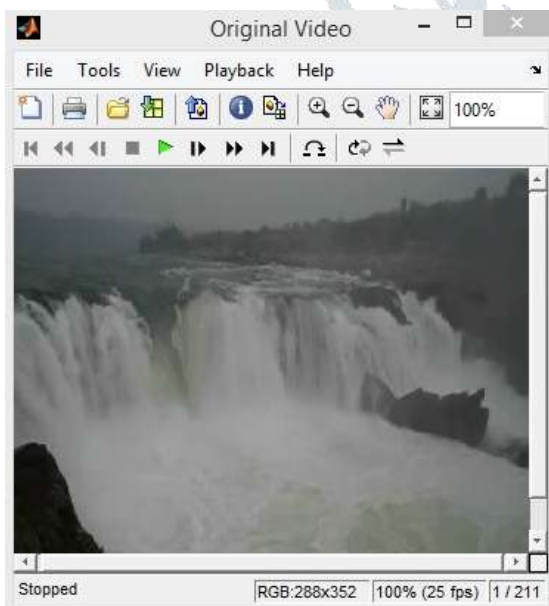 Original Video
File Tools View Playback Help
100%
Stopped RGB:288x352 100% (25 fps) 1 / 211